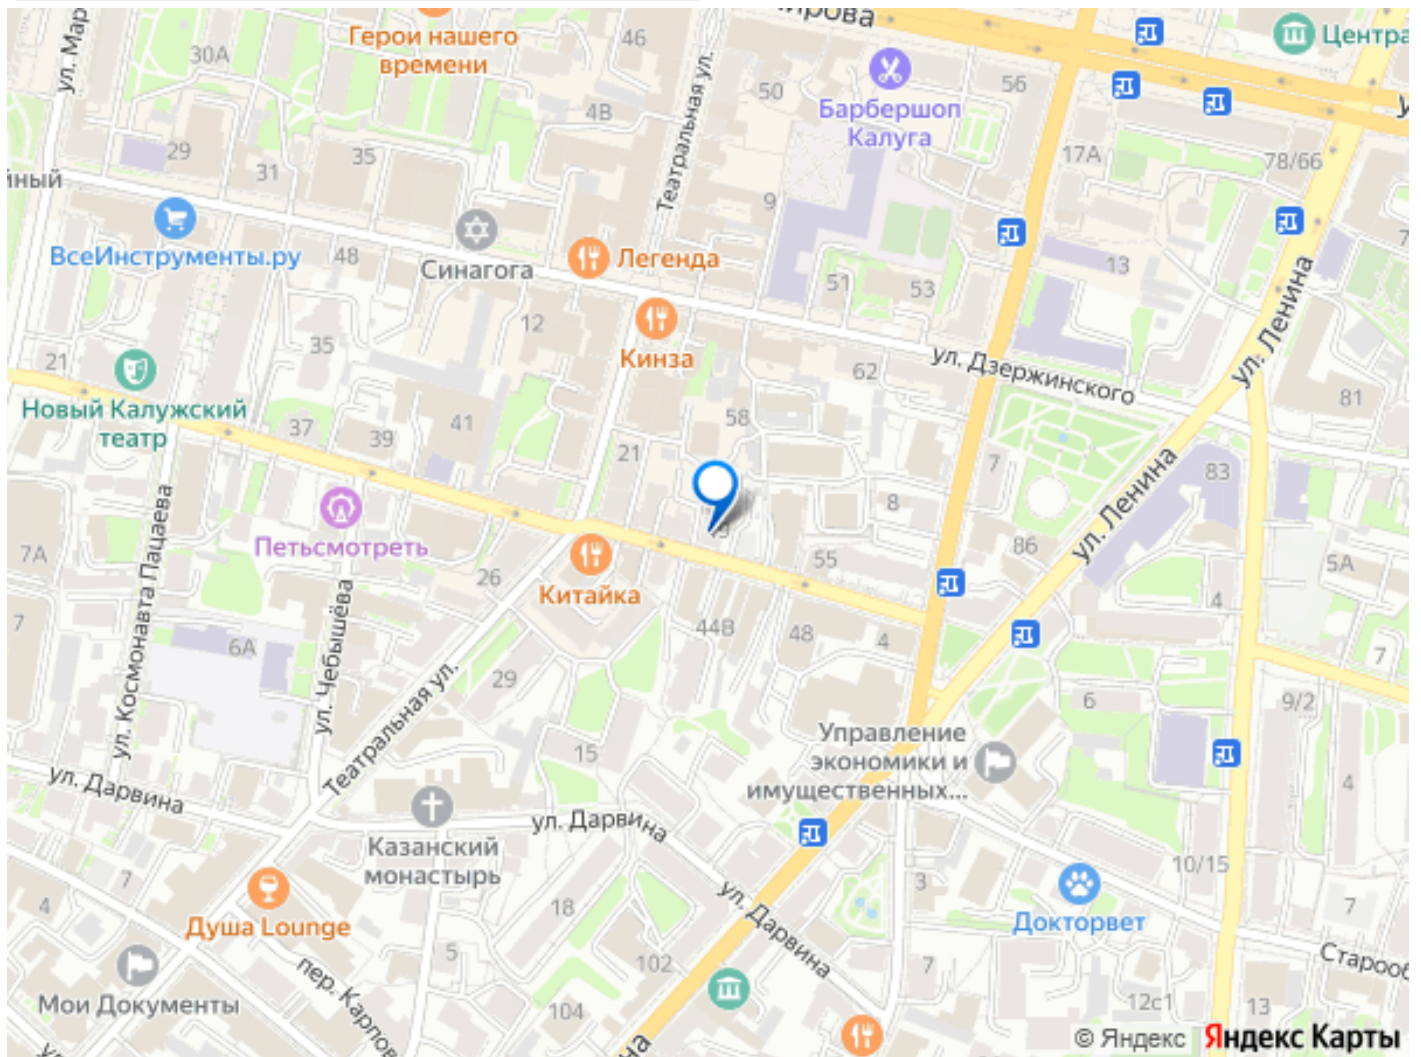 Герои нашего
времени
46
30А
4В
50
56
Центра
Барбершоп
Калуга
ул. Мар
Театральная ул.
29
31
35
17А
78/66
9
13
ВсеИнструменты.ру
48
Синагога
Легенда
51
53
12
Кинза
35
21
ул. Дзержинского
ул. Ленина
62
81
Новый Калужский
театр
37
39
41
58
21
7
8
83
ул. Ленина
Петьсмотреть
ул. Космонавта Пацаева
7А
26
Китайка
55
86
5А
4
7
6А
ул. Чебышёва
44В
48
4
29
Театральная ул.
6
9/2
7
15
Управление
экономики и
имущественных...
4
ул. Дарвина
ул. Дарвина
Казанский
монастырь
10/15
7
4
Душа Lounge
18
ул. Дарвина
3
Докторвет
7
5
пер. Карпов
102
7
Старооб
Мои Документы
104
12с1
13
© Яндекс
Яндекс Карты